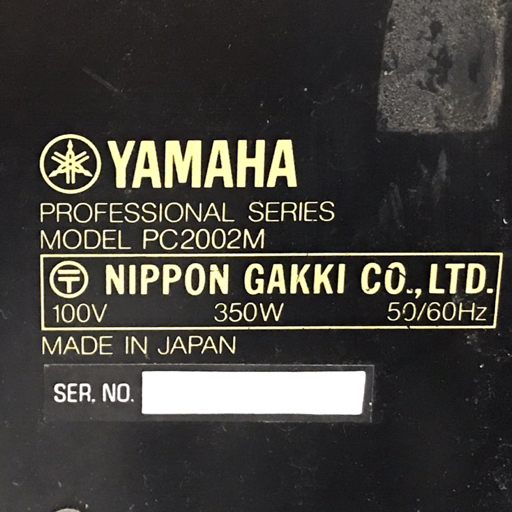 YAMAHA
PROFESSIONAL SERIES
MODEL PC2002M
NIPPON GAKKI CO.,LTD.
100V 350W 50/60Hz
MADE IN JAPAN
SER. NO.